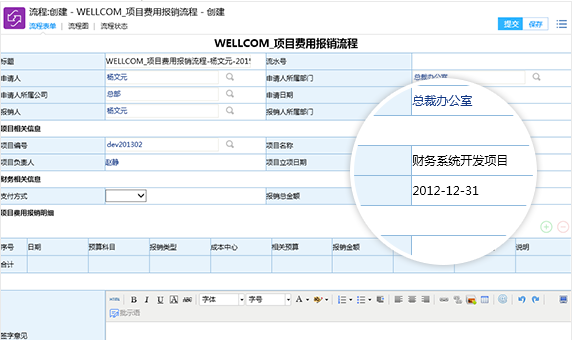 流程:创建 - WELLCOM_项目费用报销流程 - 创建
流程表单 流程图 流程状态 提交 保存
WELLCOM_项目费用报销流程
标题 WELLCOM_项目费用报销流程-杨文元-201 流水号
申请人 杨文元 申请人所属部门 总裁办公室
申请人所属公司 总部 申请日期
总裁办公室
报销人 杨文元 报销人所属部门
项目相关信息
项目编号 dev201302 项目名称
财务系统开发项目
项目负责人 赵静 项目立项日期
财务相关信息
2012-12-31
支付方式 报销总金额
项目费用报销明细
序号 日期 预算科目 报销类型 成本中心 相关预算 报销金额 说明
合计
HTML B I U A ABC 字体 字号
批示语
签字意见